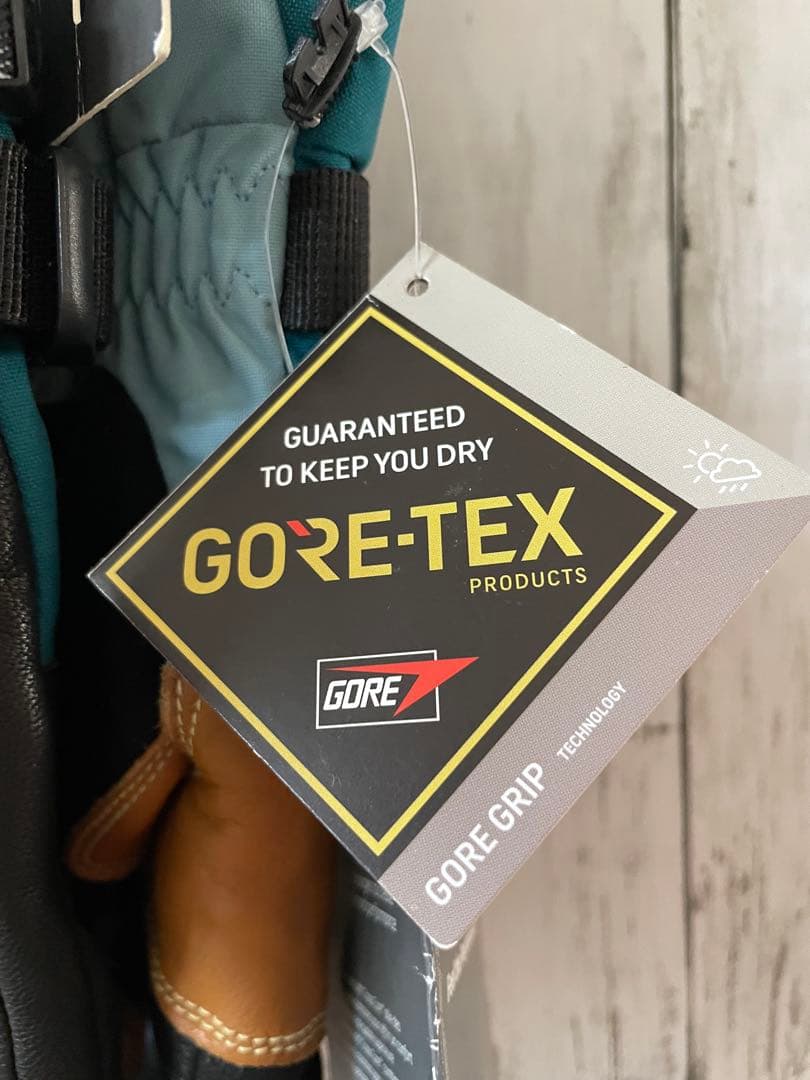 GUARANTEED
TO KEEP YOU DRY
GORE-TEX
PRODUCTS
GORE
GORE GRIP TECHNOLOGY